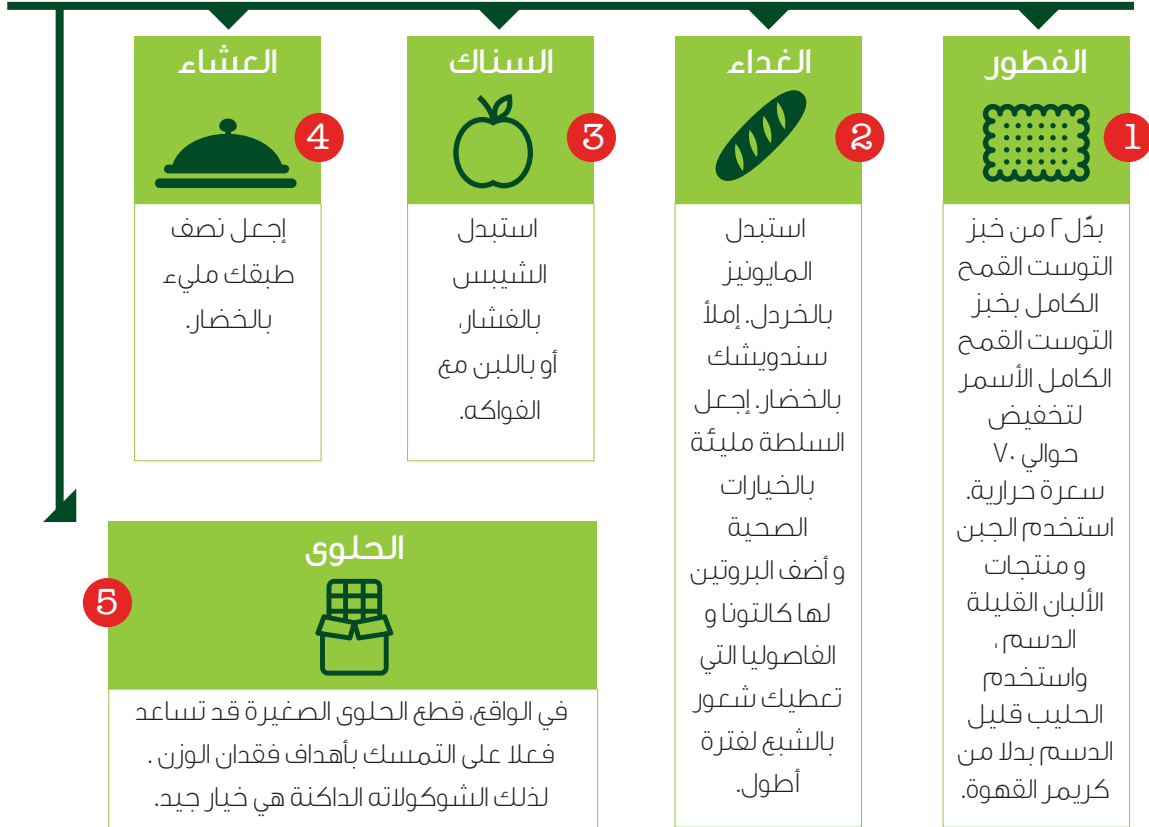 الفطور
1
بدّل ٢ من خبز
التوست القمح
الكامل بخبز
التوست القمح
الكامل الأسمر
لتخفيض
حوالي ٧٠
سعرة حرارية.
استخدم الجبن
و منتجات
الألبان القليلة
الدسم ،
واستخدم
الحليب قليل
الدسم بدلا من
كريمر القهوة.
الغداء
2
استبدل
المايونيز
بالخردل. إملأ
سندويشك
بالخضار. إجعل
السلطة مليئة
بالخيارات
الصحية
و أضف البروتين
لها كالتونا و
الفاصوليا التي
تعطيك شعور
بالشبع لفترة
أطول.
السناك
3
استبدل
الشيبس
بالفشار،
أو باللبن مع
الفواكه.
العشاء
4
إجعل نصف
طبقك مليء
بالخضار.
الحلوى
5
في الواقع، قطع الحلوى الصغيرة قد تساعد
فعلا على التمسك بأهداف فقدان الوزن .
لذلك الشوكولاته الداكنة هي خيار جيد.